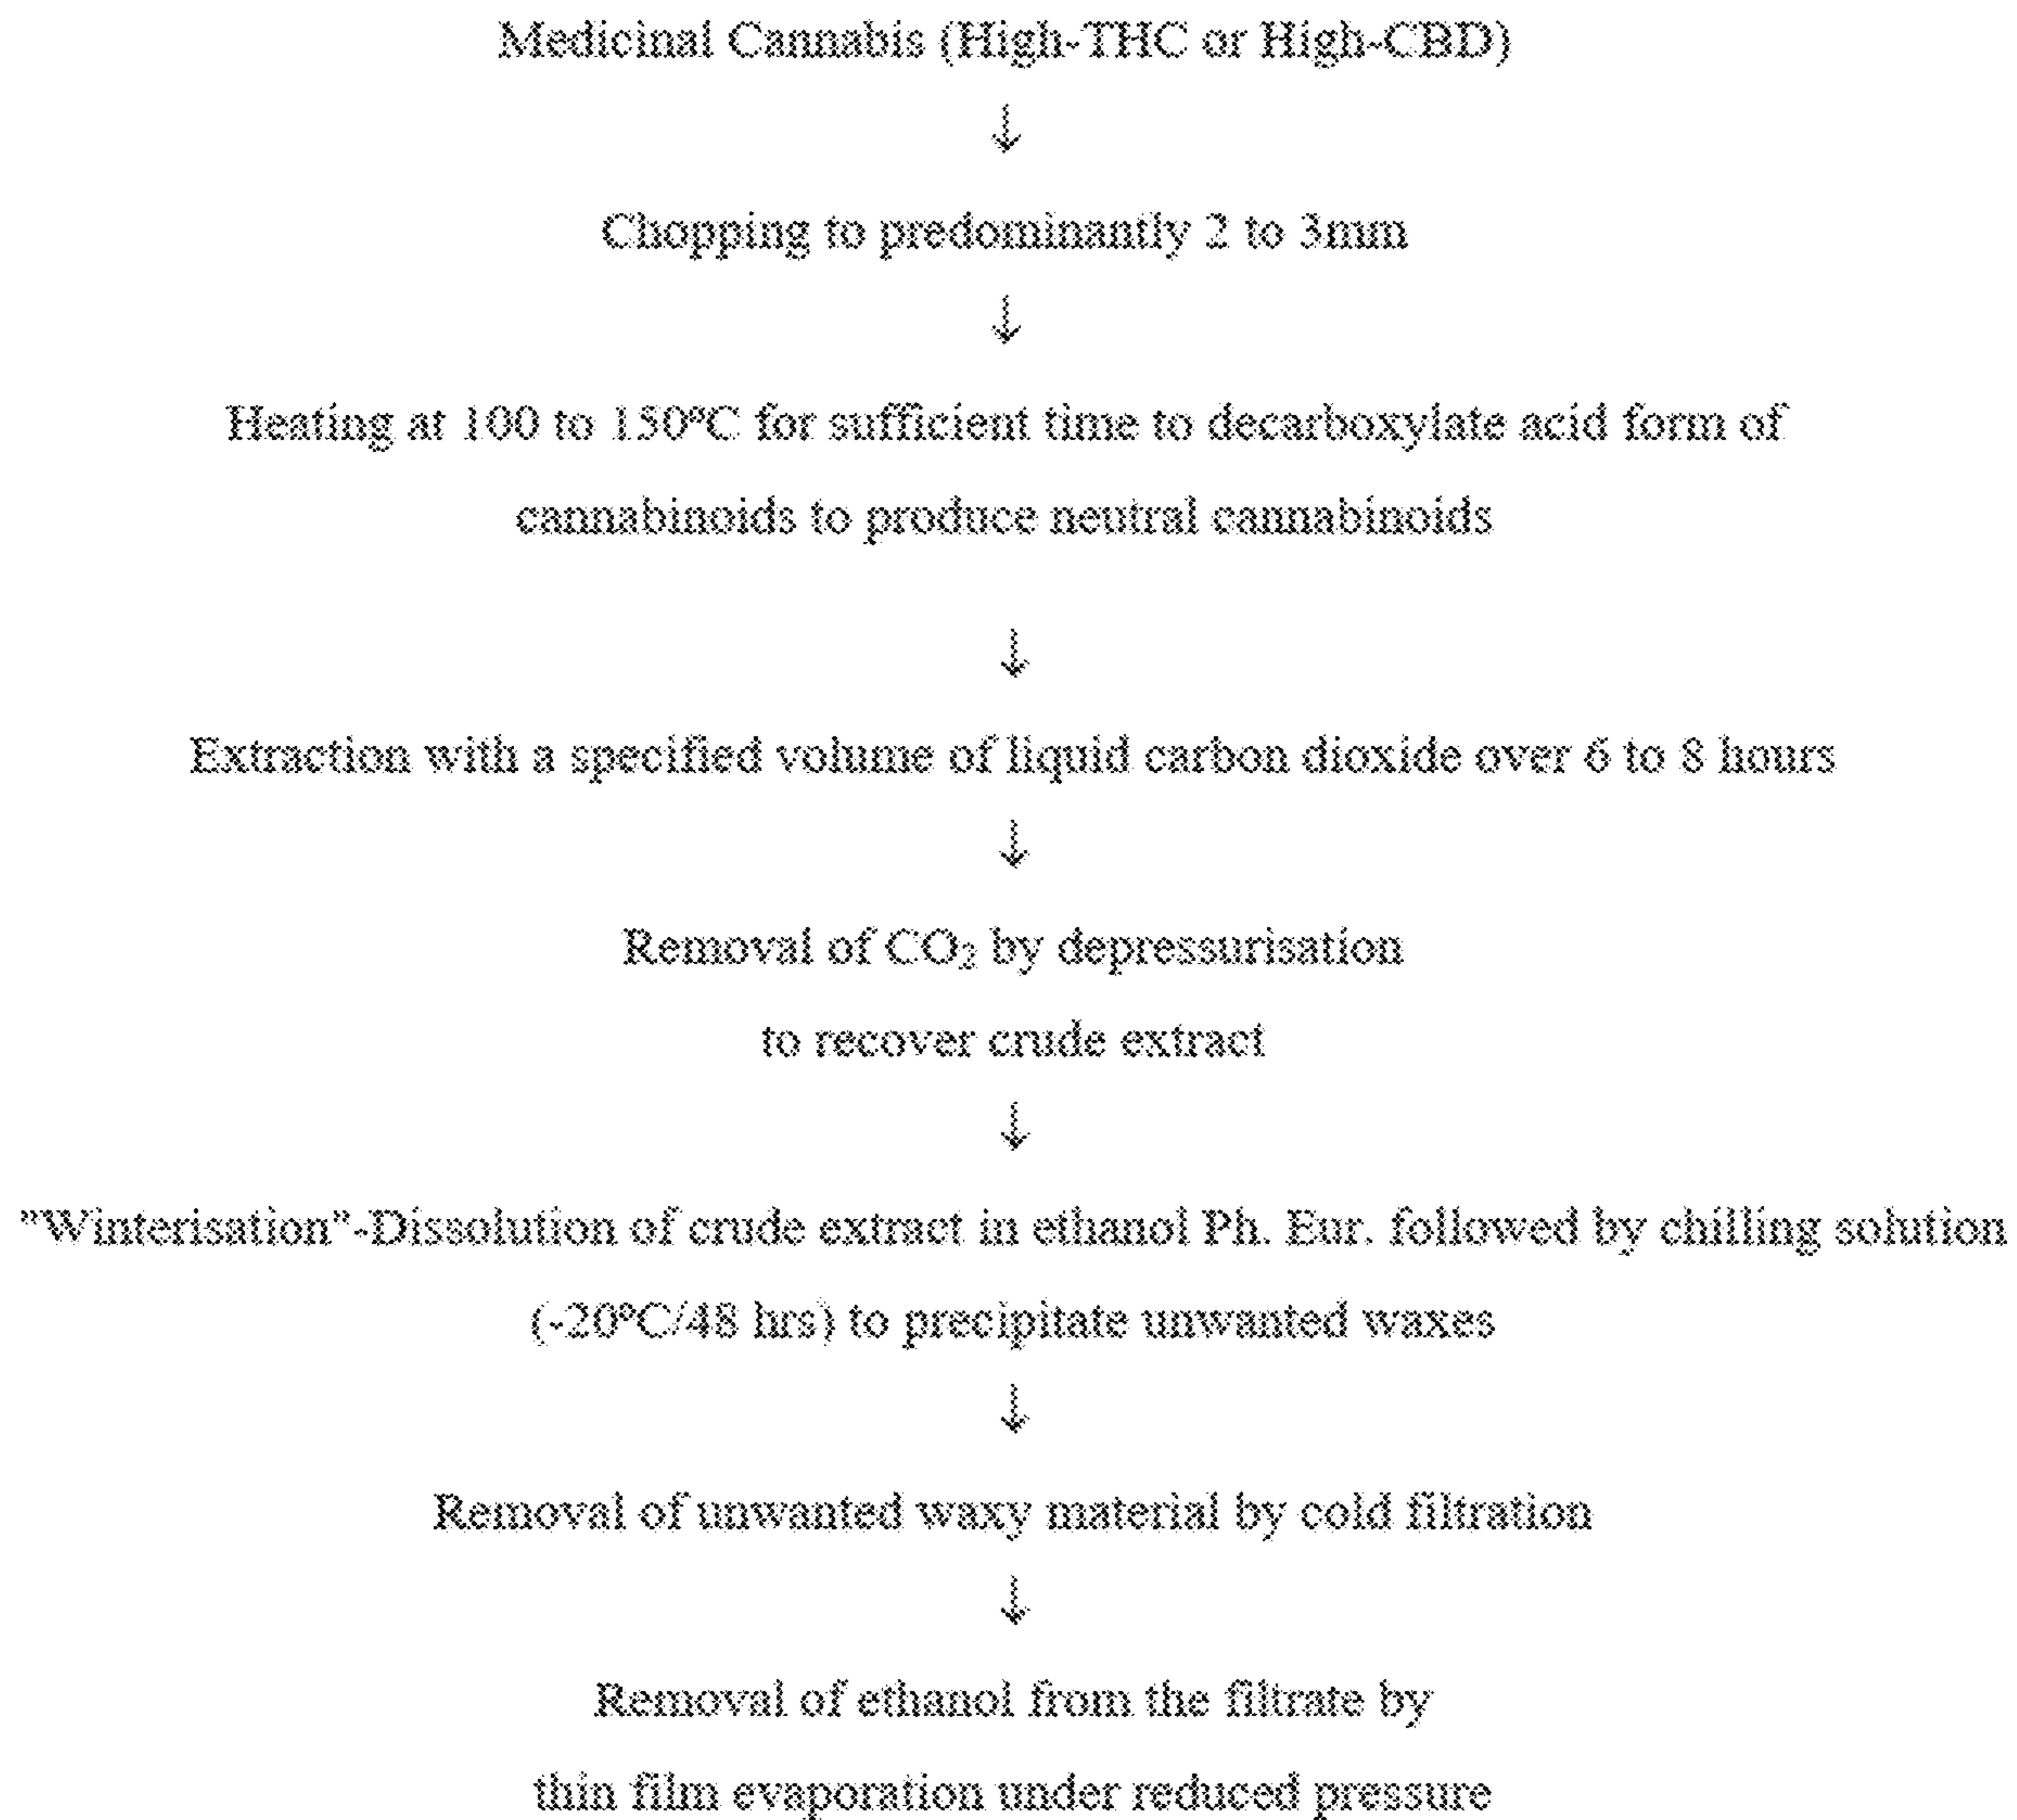 Medicinal Cannabis (High-THC or High-CBD)
↓
Chopping to predominantly 2 to 3mm
↓
Heating at 100 to 150ºC for sufficient time to decarboxylate acid form of
cannabinoids to produce neutral cannabinoids
↓
Extraction with a specified volume of liquid carbon dioxide over 6 to 8 hours
↓
Removal of CO₂ by depressurisation
to recover crude extract
↓
"Winterisation"-Dissolution of crude extract in ethanol Ph. Eur. followed by chilling solution
(-20ºC/48 hrs) to precipitate unwanted waxes
↓
Removal of unwanted waxy material by cold filtration
↓
Removal of ethanol from the filtrate by
thin film evaporation under reduced pressure